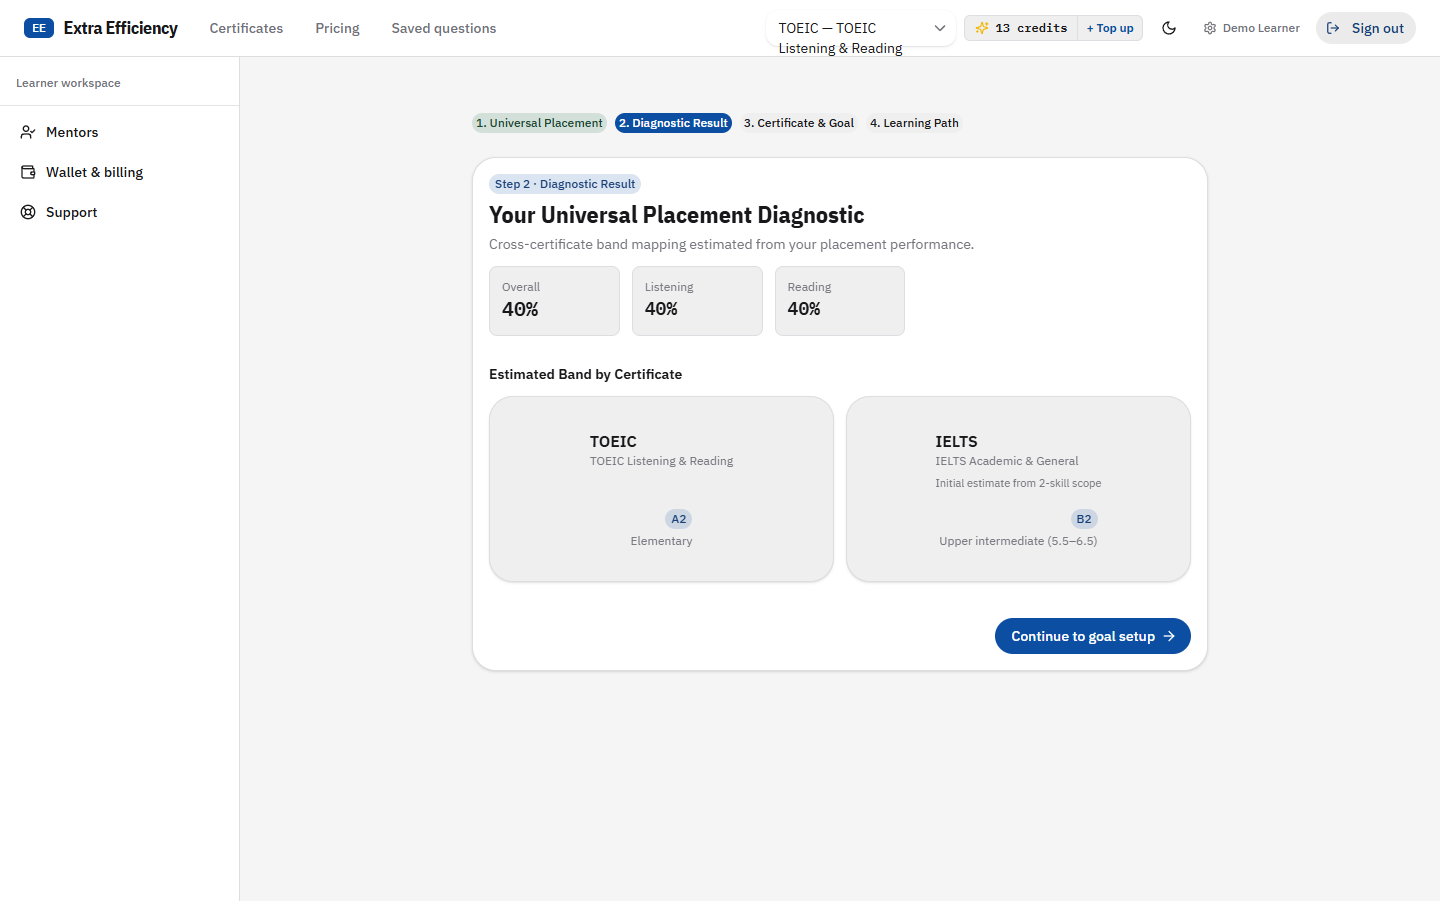 EE Extra Efficiency
Certificates
Pricing
Saved questions
TOEIC — TOEIC
Listening & Reading
13 credits
+ Top up
Demo Learner
Sign out
Learner workspace
Mentors
Wallet & billing
Support
1. Universal Placement
2. Diagnostic Result
3. Certificate & Goal
4. Learning Path
Step 2 · Diagnostic Result
Your Universal Placement Diagnostic
Cross-certificate band mapping estimated from your placement performance.
Overall
40%
Listening
40%
Reading
40%
Estimated Band by Certificate
TOEIC
TOEIC Listening & Reading
A2
Elementary
IELTS
IELTS Academic & General
Initial estimate from 2-skill scope
B2
Upper intermediate (5.5–6.5)
Continue to goal setup